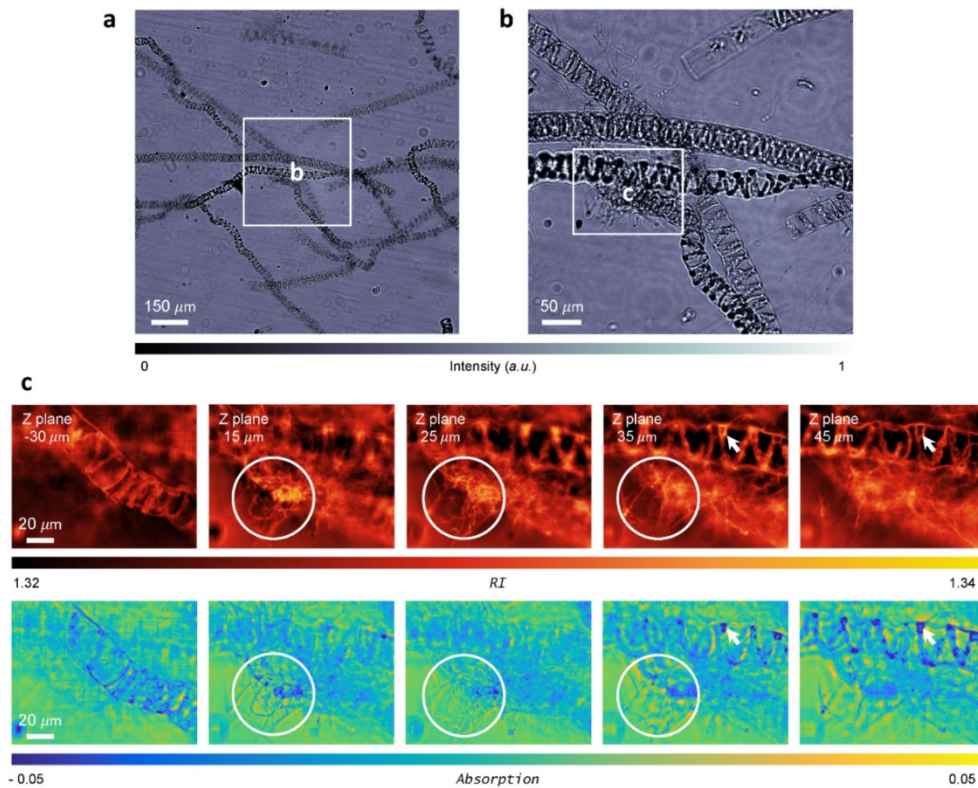 a
b
b
c
150 μm
50 μm
0
Intensity (a.u.)
1
c
Z plane
-30 μm
Z plane
15 μm
Z plane
25 μm
Z plane
35 μm
Z plane
45 μm
20 μm
1.32
RI
1.34
20 μm
- 0.05
Absorption
0.05